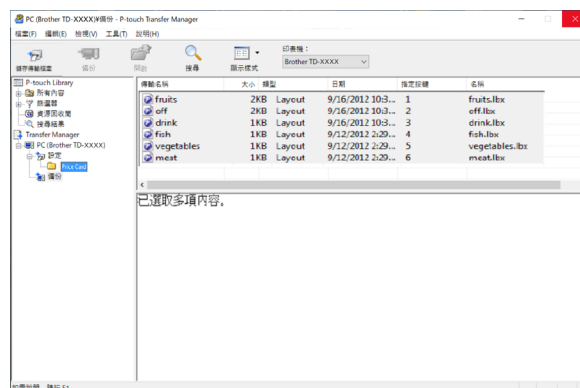 PC (Brother TD-XXXX)¥備份 - P-touch Transfer Manager
檔案(F) 編輯(E) 檢視(V) 工具(T) 說明(H)
儲存傳輸檔案 備份 開啟 搜尋 顯示樣式
印表機：
Brother TD-XXXX
P-touch Library
所有內容
篩選器
資源回收筒
搜尋結果
Transfer Manager
PC (Brother TD-XXXX)
設定
Price Card
備份
傳輸名稱 大小 類型 日期 指定按鍵 名稱
fruits 2KB Layout 9/16/2012 10:3... 1 fruits.lbx
off 2KB Layout 9/16/2012 10:3... 2 off.lbx
drink 1KB Layout 9/16/2012 10:3... 3 drink.lbx
fish 1KB Layout 9/12/2012 2:29... 4 fish.lbx
vegetables 1KB Layout 9/12/2012 2:29... 5 vegetables.lbx
meat 1KB Layout 9/12/2012 2:29... 6 meat.lbx
已選取多項內容。